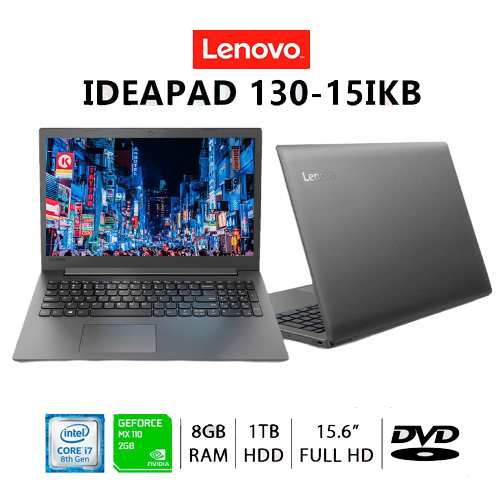 Lenovo
IDEAPAD 130-15IKB
K
Lenovo
intel
CORE i7
8th Gen
GEFORCE
MX 110
2GB
NVIDIA
8GB
RAM
1TB
HDD
15.6”
FULL HD
DVD